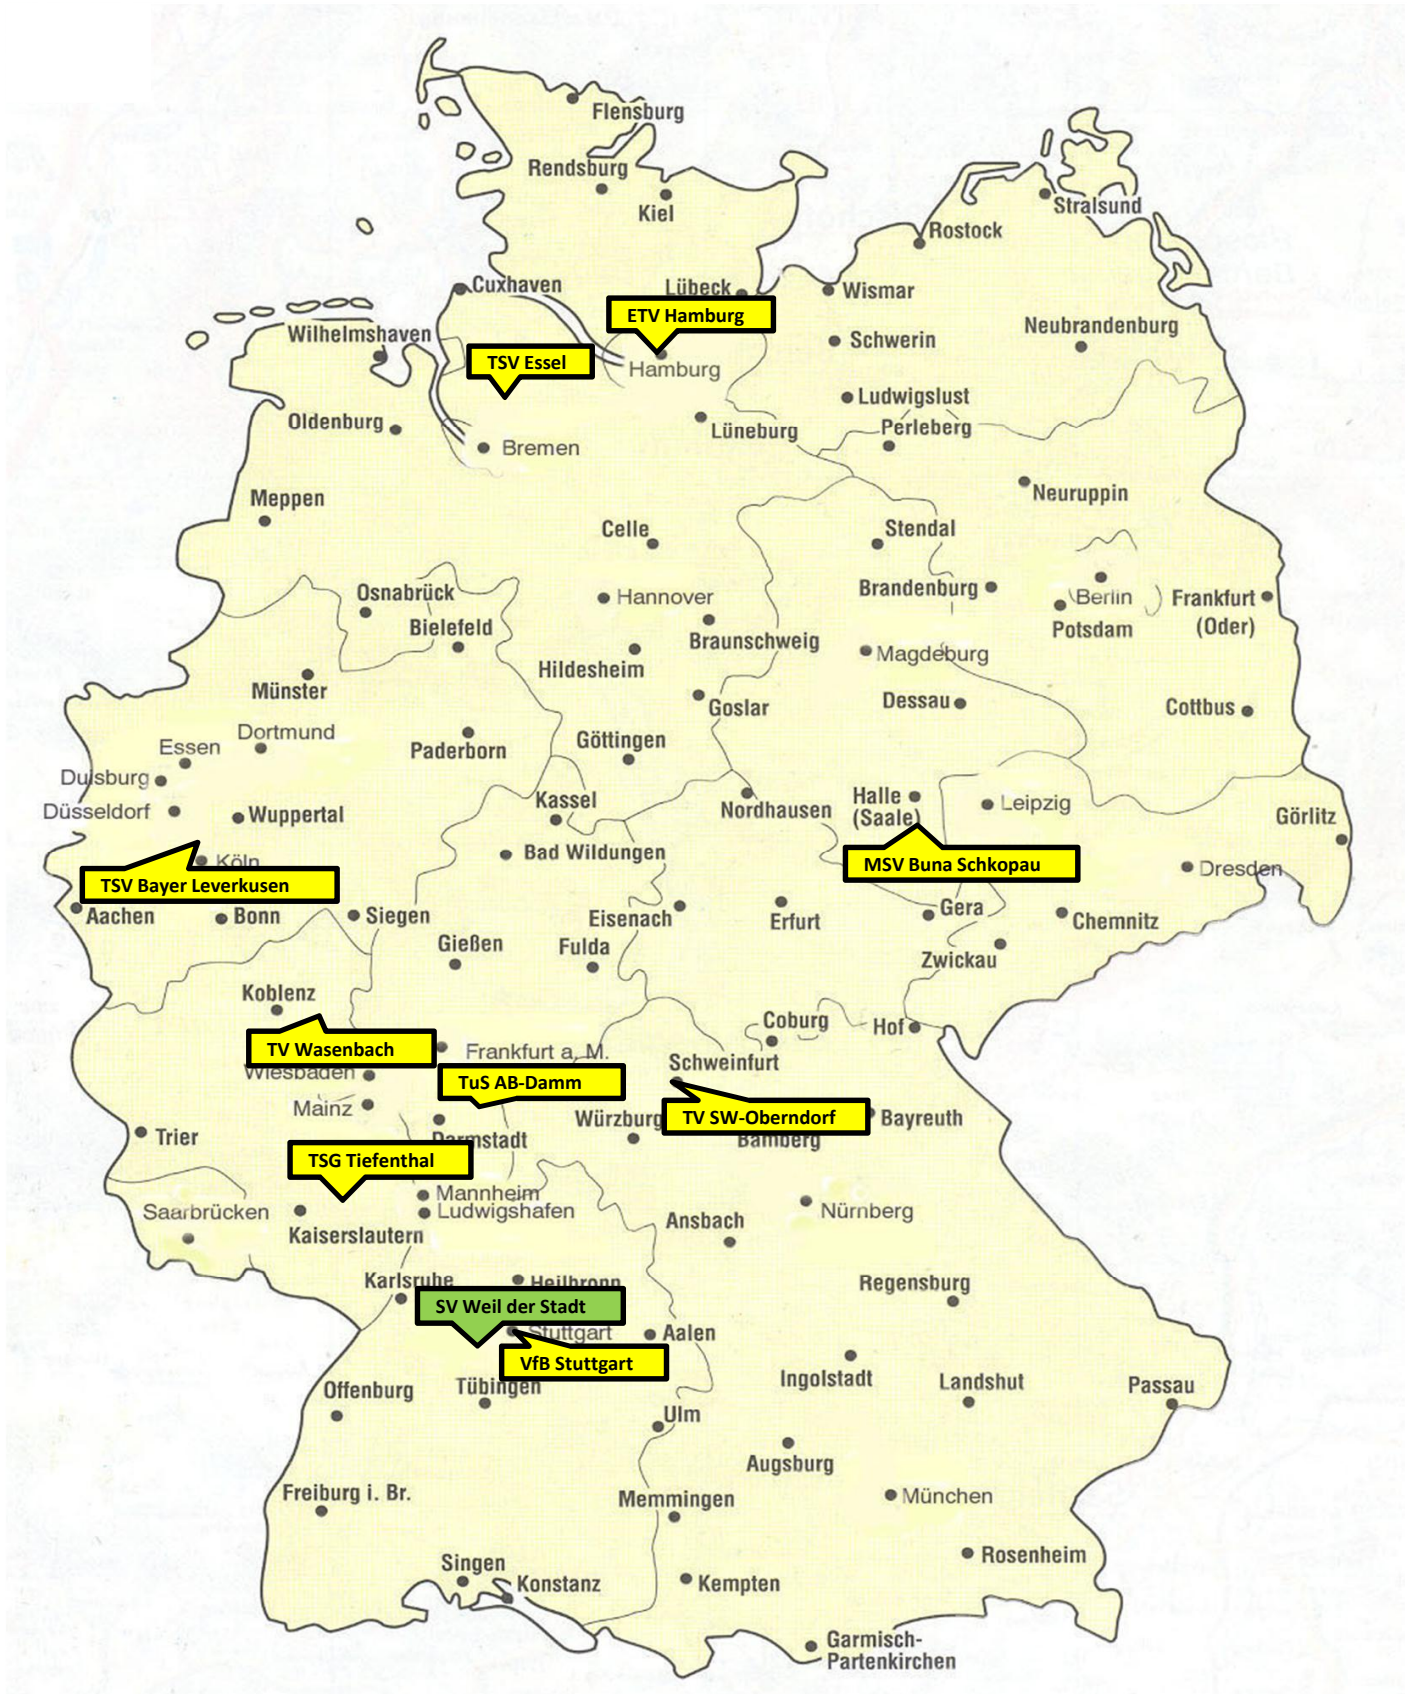 Flensburg
Rendsburg
Kiel
Stralsund
Rostock
Cuxhaven
Lübeck
Wismar
ETV Hamburg
Neubrandenburg
Wilhelmshaven
Schwerin
TSV Essel
Hamburg
Ludwigslust
Oldenburg
Lüneburg
Perleberg
Bremen
Meppen
Neuruppin
Celle
Stendal
Osnabrück
Hannover
Brandenburg
Berlin
Frankfurt
(Oder)
Bielefeld
Braunschweig
Potsdam
Hildesheim
Magdeburg
Münster
Goslar
Dessau
Cottbus
Dortmund
Essen
Paderborn
Göttingen
Duisburg
Düsseldorf
Wuppertal
Kassel
Nordhausen
Halle
(Saale)
Leipzig
Görlitz
Köln
Bad Wildungen
MSV Buna Schkopau
Dresden
TSV Bayer Leverkusen
Aachen
Bonn
Siegen
Eisenach
Erfurt
Gera
Chemnitz
Gießen
Fulda
Zwickau
Koblenz
Coburg
Hof
TV Wasenbach
Frankfurt a. M.
Schweinfurt
Wiesbaden
TuS AB-Damm
Mainz
Würzburg
TV SW-Oberndorf
Bayreuth
Trier
Darmstadt
Bamberg
TSG Tiefenthal
Mannheim
Saarbrücken
Ludwigshafen
Ansbach
Nürnberg
Kaiserslautern
Karlsruhe
Heilbronn
Regensburg
SV Weil der Stadt
Stuttgart
Aalen
VfB Stuttgart
Offenburg
Tübingen
Ingolstadt
Landshut
Passau
Ulm
Augsburg
Freiburg i. Br.
Memmingen
München
Singen
Konstanz
Kempten
Rosenheim
Garmisch-
Partenkirchen